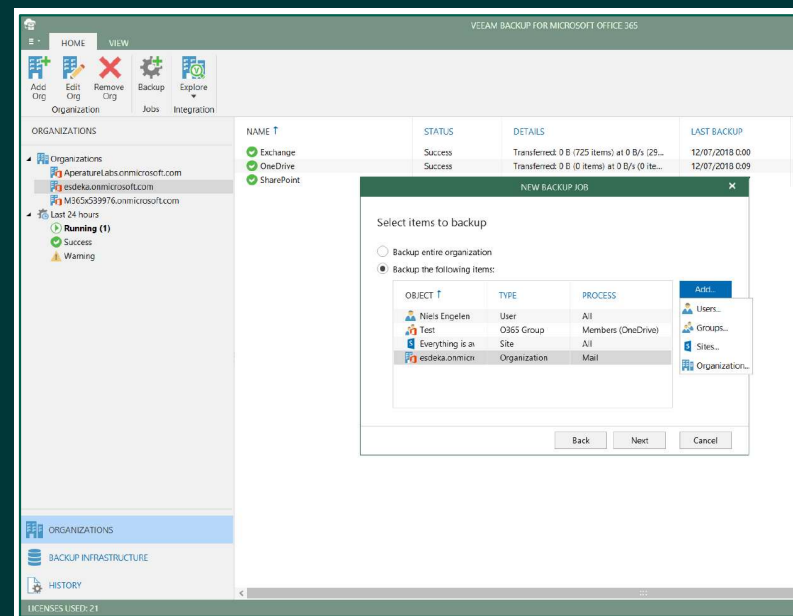 VEEAM BACKUP FOR MICROSOFT OFFICE 365
HOME VIEW
Add Org
Edit Org
Remove Org
Backup
Explore
Organization Jobs Integration
ORGANIZATIONS
Organizations
AperatureLabs.onmicrosoft.com
esdeka.onmicrosoft.com
M365x539976.onmicrosoft.com
Last 24 hours
Running (1)
Success
Warning
NAME STATUS DETAILS LAST BACKUP
Exchange Success Transferred: 0 B (725 items) at 0 B/s (29... 12/07/2018 0:00
OneDrive Success Transferred: 0 B (0 items) at 0 B/s (0 ite... 12/07/2018 0:09
SharePoint
NEW BACKUP JOB
Select items to backup
Backup entire organization
Backup the following items:
OBJECT TYPE PROCESS
Niels Engelen User All
Test O365 Group Members (OneDrive)
Everything is Site All
esdeka.onmicr Organization Mail
Add...
Users...
Groups...
Sites...
Organization...
Back Next Cancel
ORGANIZATIONS
BACKUP INFRASTRUCTURE
HISTORY
LICENSES USED: 21